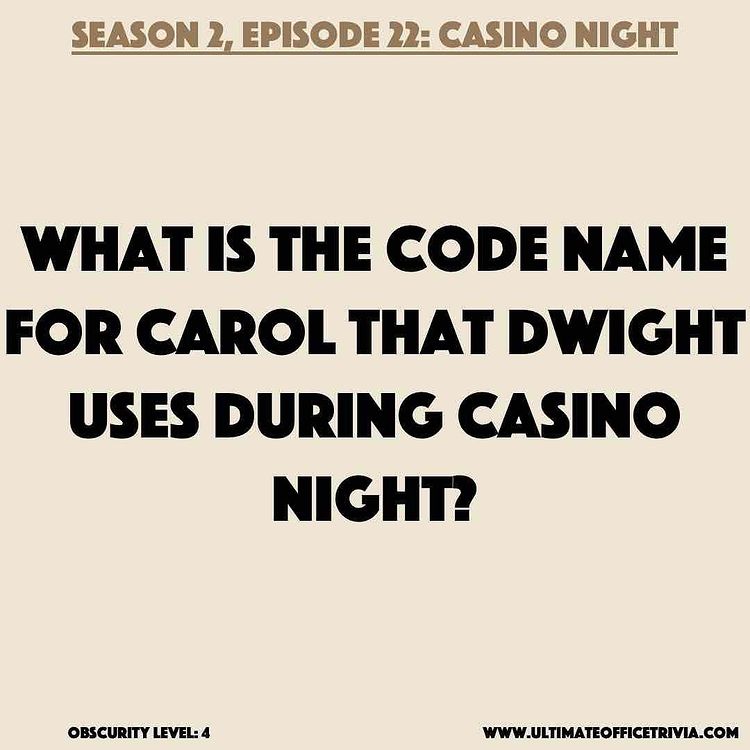 SEASON 2, EPISODE 22: CASINO NIGHT
WHAT IS THE CODE NAME
FOR CAROL THAT DWIGHT
USES DURING CASINO
NIGHT?
OBSCURITY LEVEL: 4
WWW.ULTIMATEOFFICETRIVIA.COM